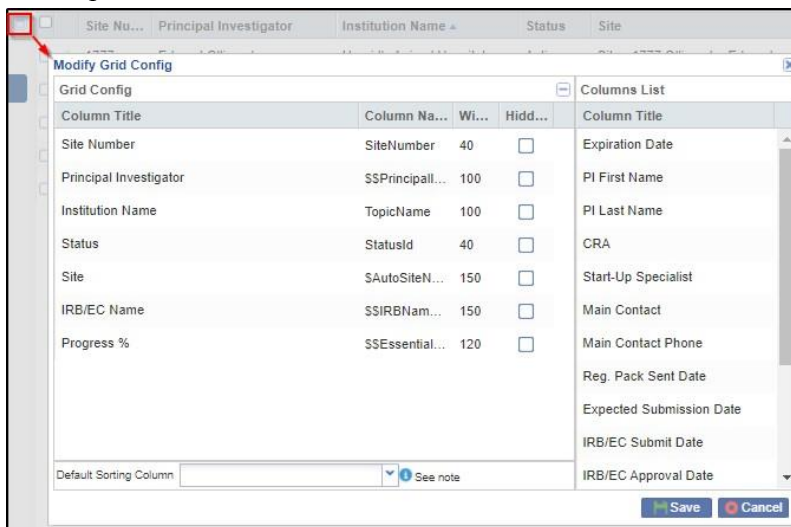 Site Nu... Principal Investigator Institution Name Status Site
Modify Grid Config
Grid Config Columns List
Column Title Column Na... Wi... Hidd... Column Title
Site Number SiteNumber 40 Expiration Date
Principal Investigator $$PrincipalI... 100 PI First Name
Institution Name TopicName 100 PI Last Name
Status StatusId 40 CRA
Site $AutoSiteN... 150 Start-Up Specialist
IRB/EC Name $$IRBNam... 150 Main Contact
Progress % $$Essential... 120 Main Contact Phone
Reg. Pack Sent Date
Expected Submission Date
IRB/EC Submit Date
Default Sorting Column See note IRB/EC Approval Date
Save Cancel